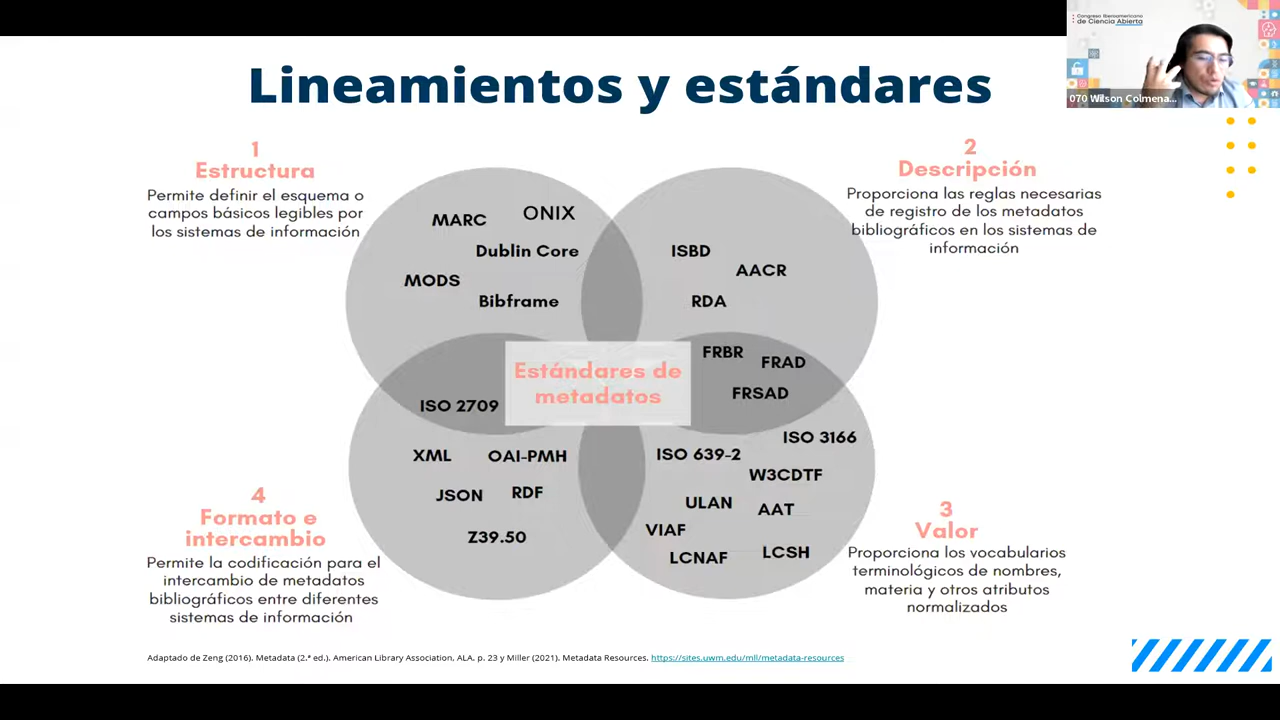 Congreso Iberoamericano
de Ciencia Abierta
070 Wilson Colmena...
Lineamientos y estándares
1
Estructura
Permite definir el esquema o
campos básicos legibles por
los sistemas de información
2
Descripción
Proporciona las reglas necesarias
de registro de los metadatos
bibliográficos en los sistemas de
información
MARC
ONIX
Dublin Core
MODS
Bibframe
ISBD
AACR
RDA
FRBR
FRAD
FRSAD
Estándares de
metadatos
ISO 2709
XML
OAI-PMH
JSON
RDF
Z39.50
ISO 3166
ISO 639-2
W3CDTF
ULAN
AAT
VIAF
LCNAF
LCSH
4
Formato e
intercambio
Permite la codificación para el
intercambio de metadatos
bibliográficos entre diferentes
sistemas de información
3
Valor
Proporciona los vocabularios
terminológicos de nombres,
materia y otros atributos
normalizados
Adaptado de Zeng (2016). Metadata (2.ª ed.). American Library Association, ALA. p. 23 y Miller (2021). Metadata Resources. https://sites.uwm.edu/mll/metadata-resources